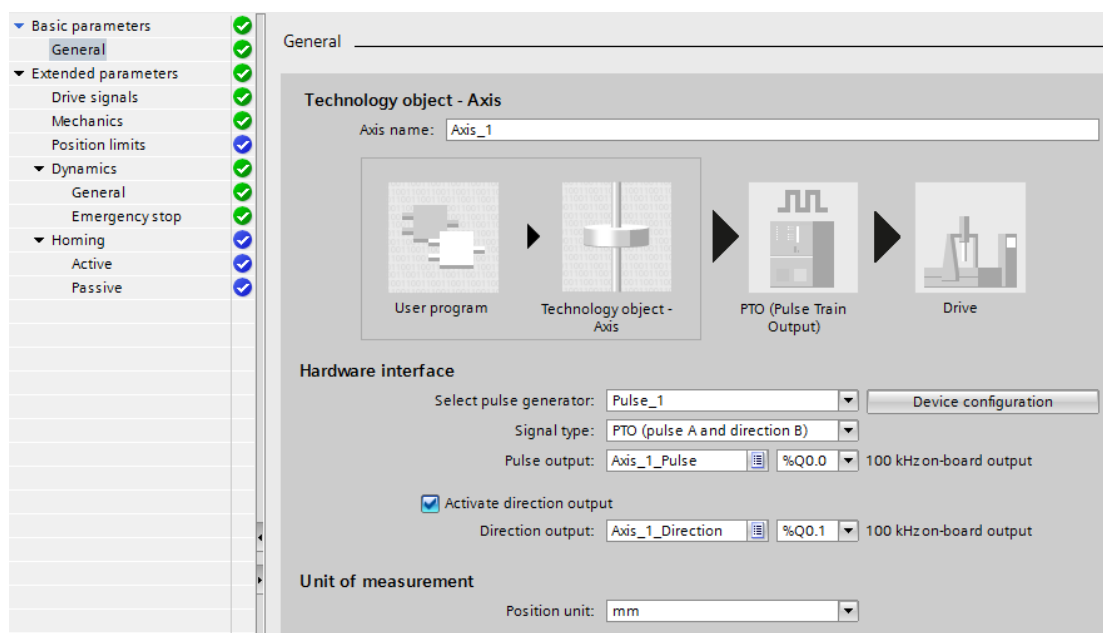 Basic parameters
General
Extended parameters
Drive signals
Mechanics
Position limits
Dynamics
General
Emergency stop
Homing
Active
Passive
General
Technology object - Axis
Axis name: Axis_1
User program
Technology object - Axis
PTO (Pulse Train Output)
Drive
Hardware interface
Select pulse generator: Pulse_1 Device configuration
Signal type: PTO (pulse A and direction B)
Pulse output: Axis_1_Pulse %Q0.0 100 kHz on-board output
Activate direction output
Direction output: Axis_1_Direction %Q0.1 100 kHz on-board output
Unit of measurement
Position unit: mm